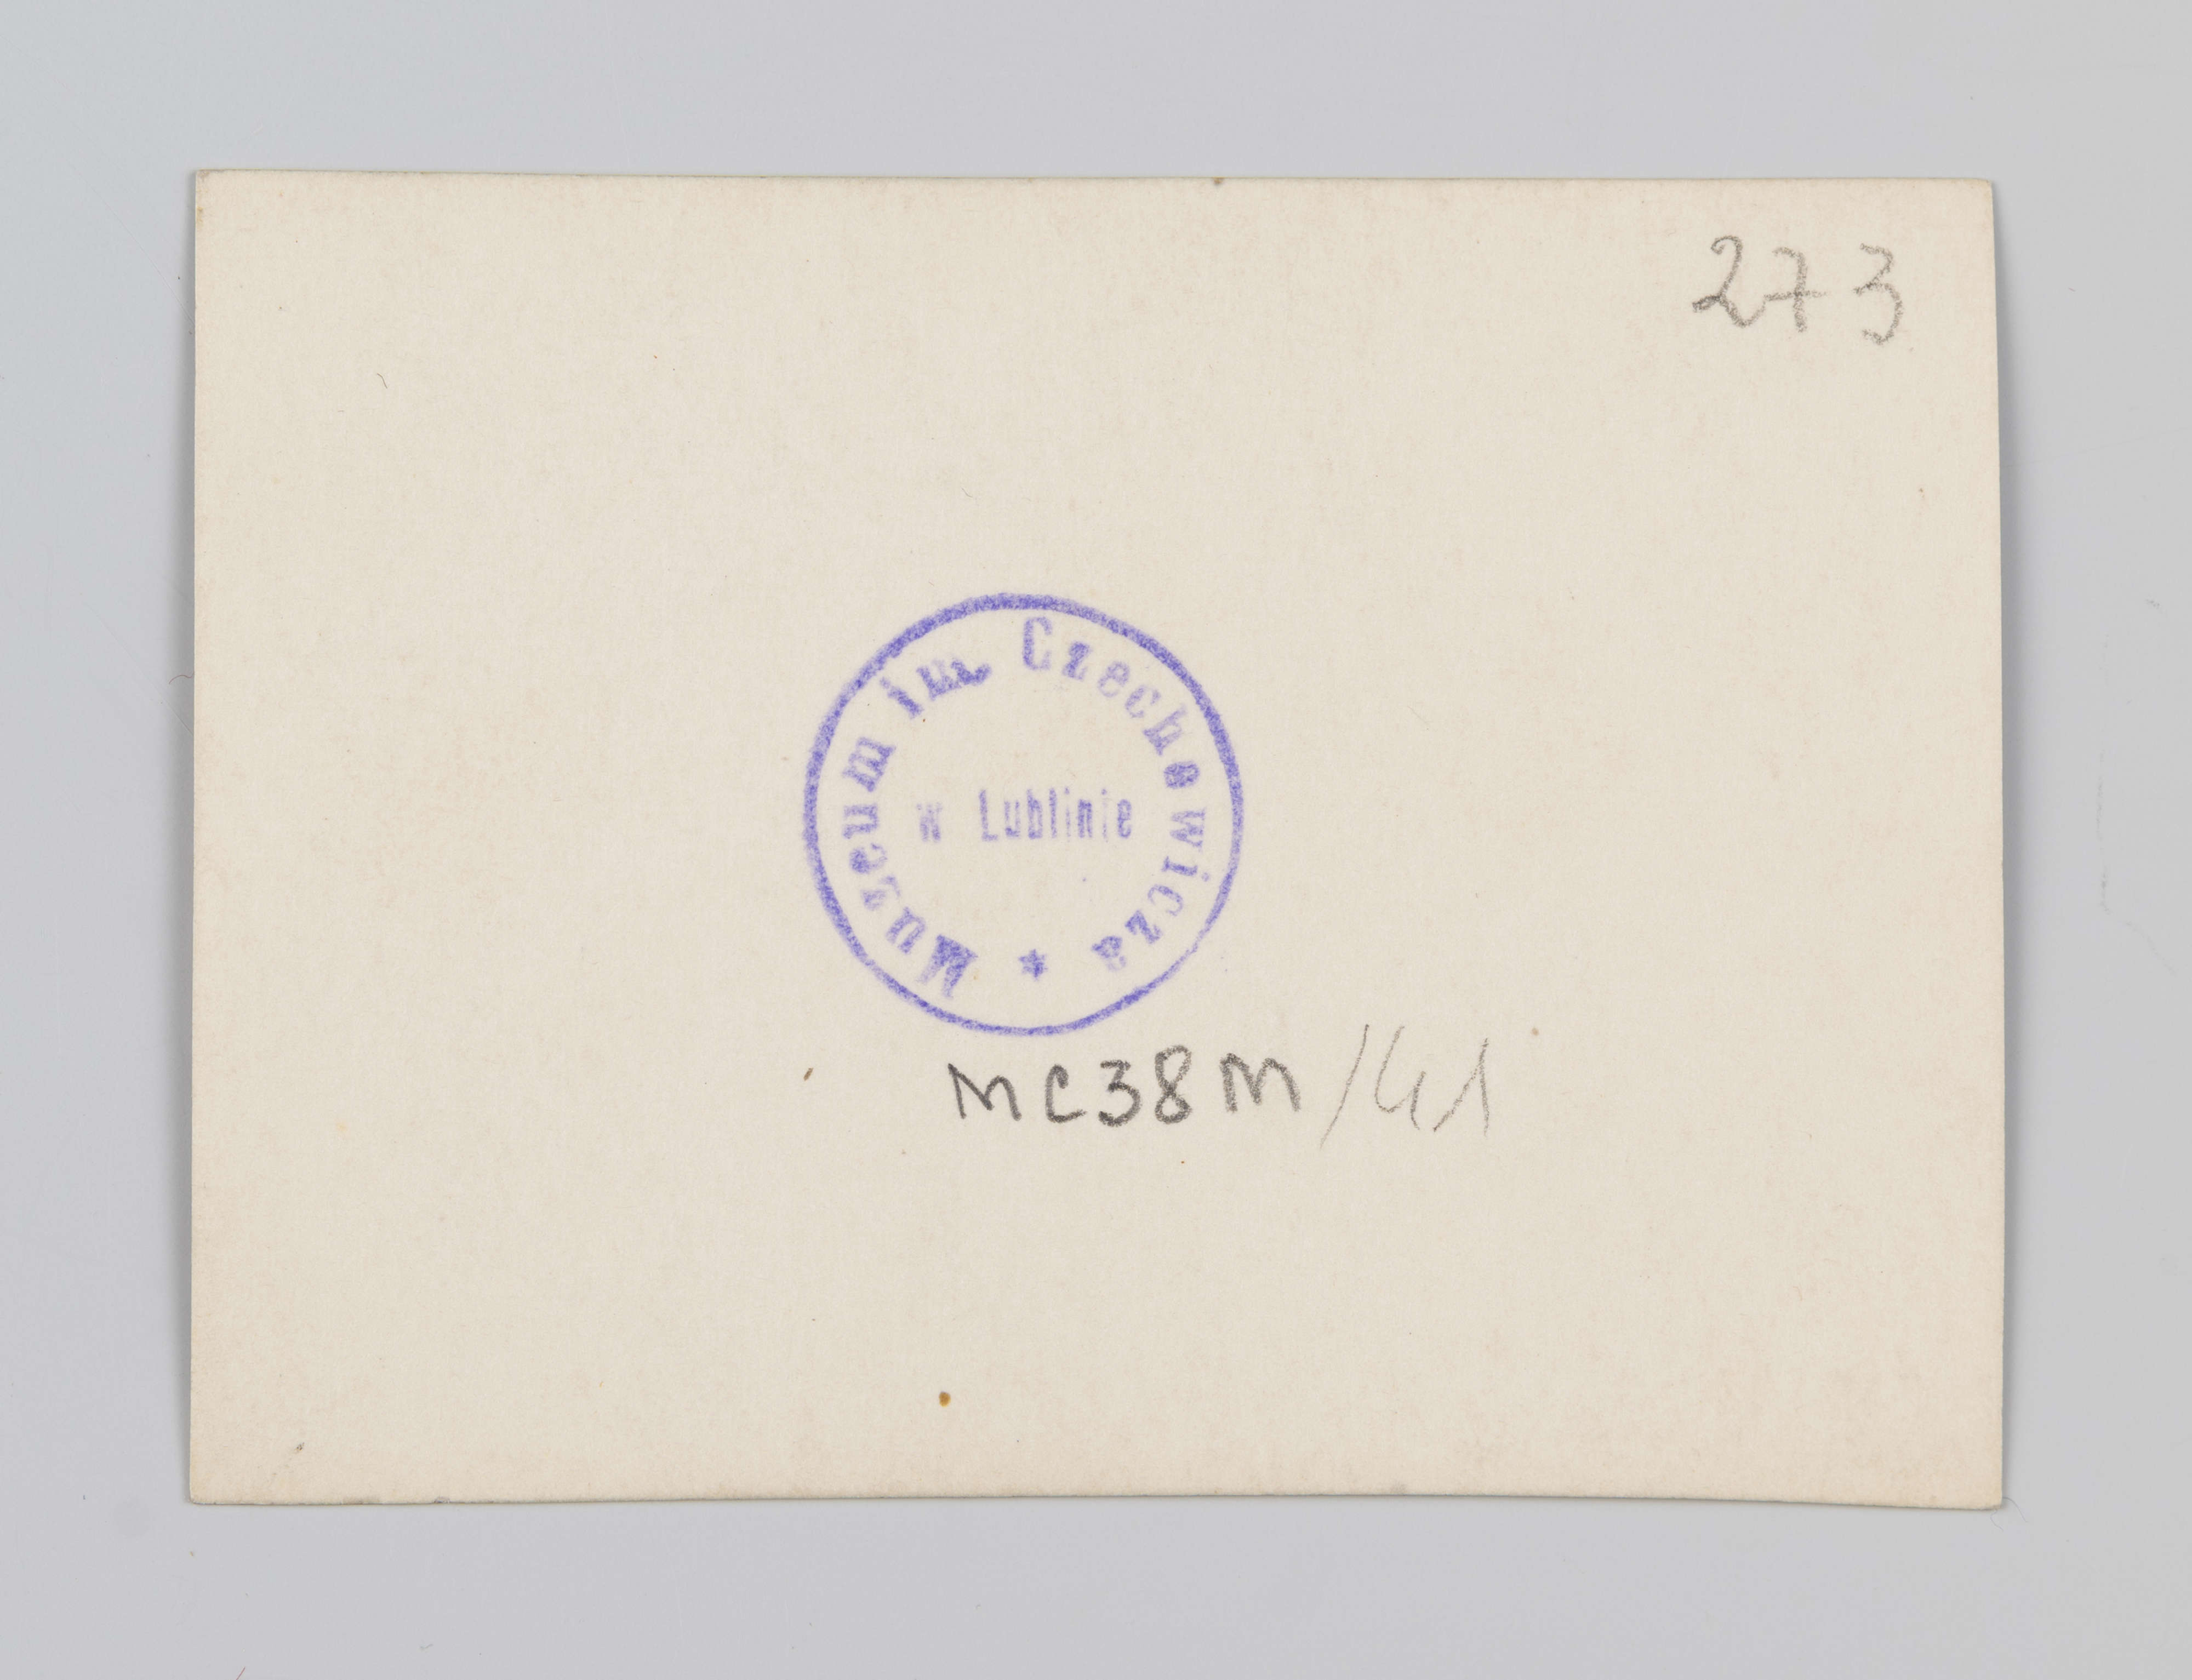 273
Muzeum im. Czechowicza
w Lublinie
*
MC38M/41